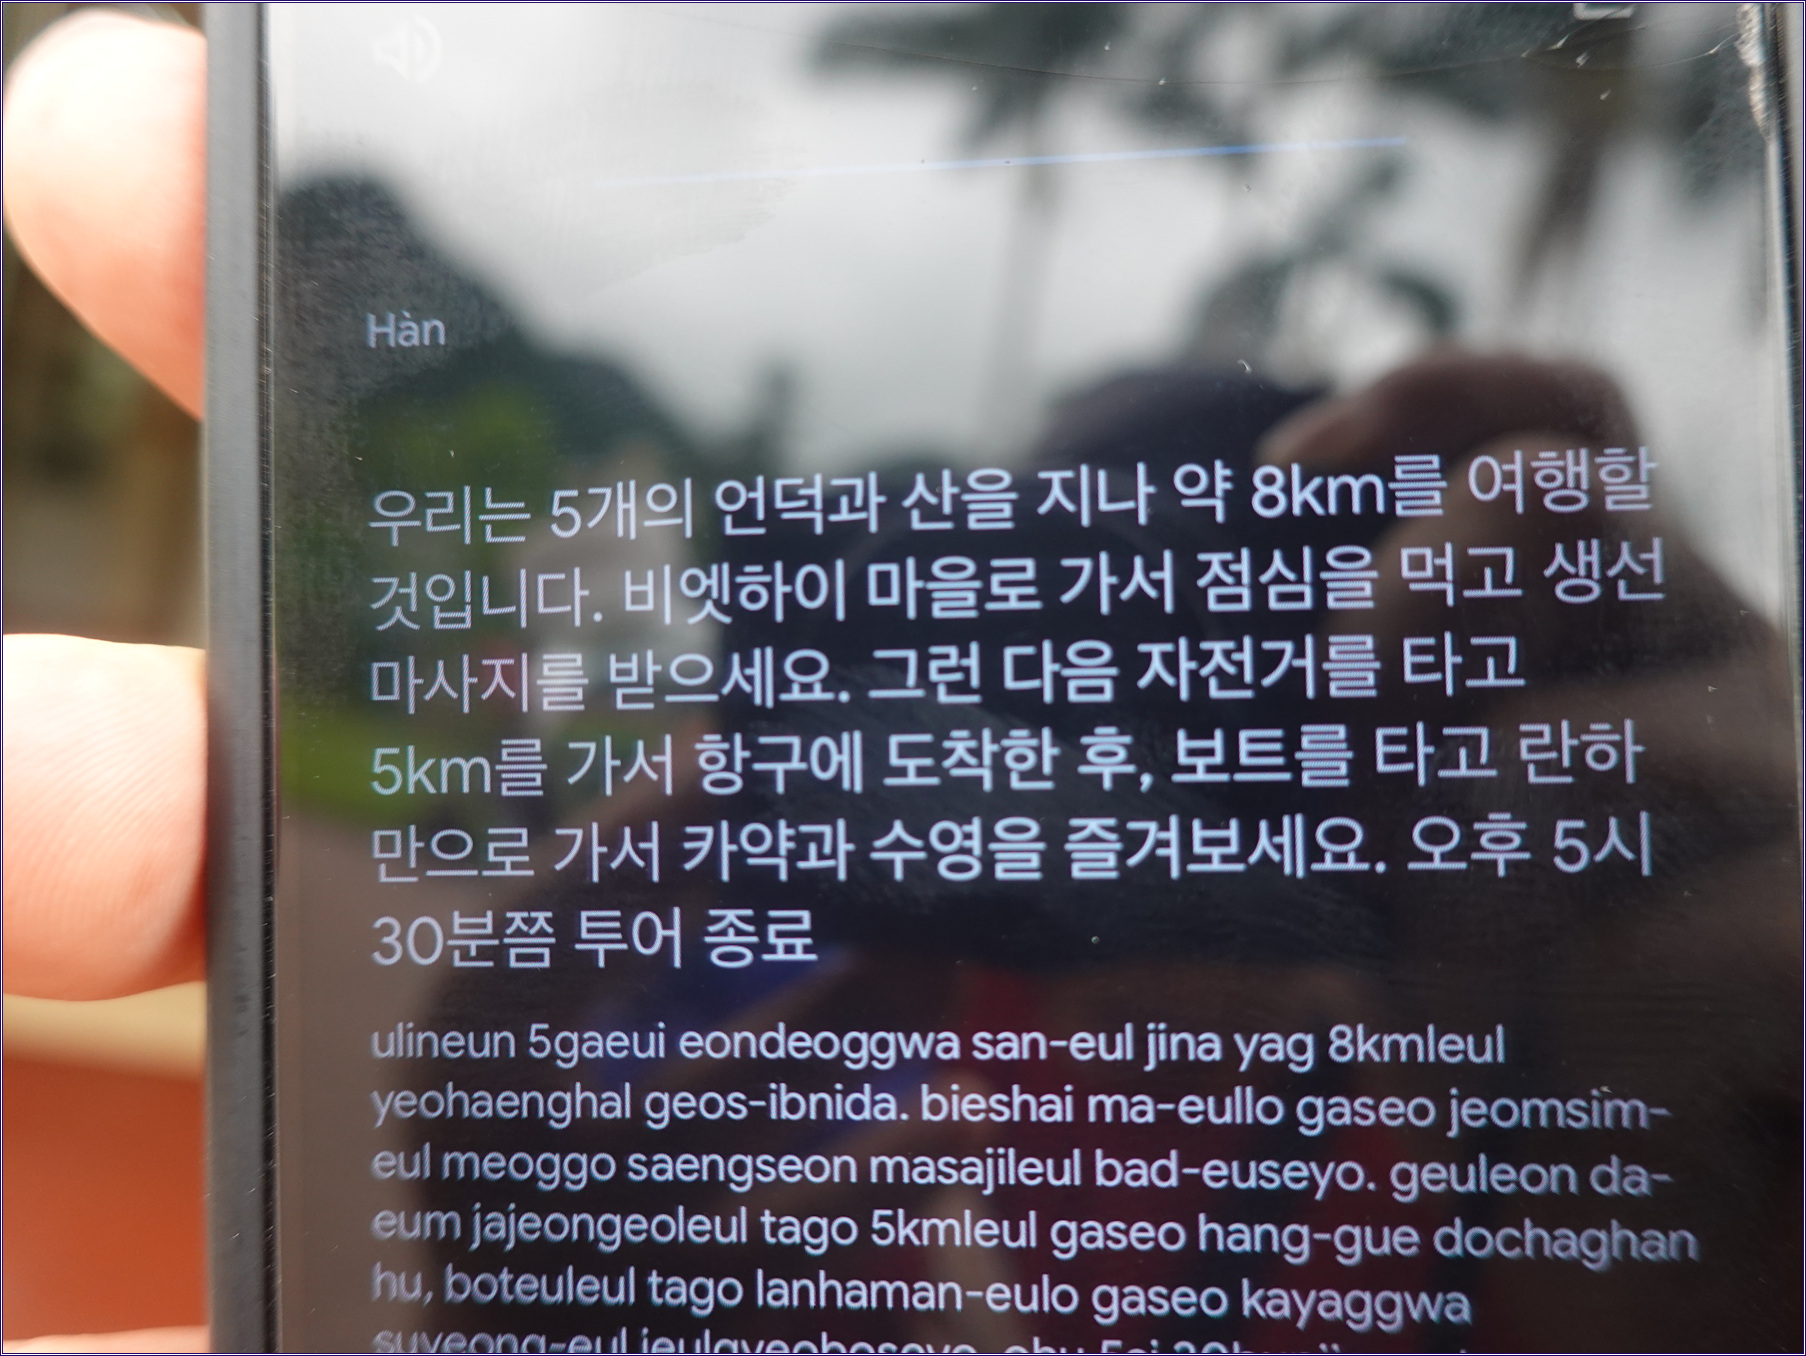 Hàn
우리는 5개의 언덕과 산을 지나 약 8km를 여행할
것입니다. 비엣하이 마을로 가서 점심을 먹고 생선
마사지를 받으세요. 그런 다음 자전거를 타고
5km를 가서 항구에 도착한 후, 보트를 타고 란하
만으로 가서 카약과 수영을 즐겨보세요. 오후 5시
30분쯤 투어 종료
ulineun 5gaeui eondeoggwa san-eul jina yag 8kmleul
yeohaenghal geos-ibnida. bieshai ma-eullo gaseo jeomsim-
eul meoggo saengseon masajileul bad-euseyo. geuleon da-
eum jajeongeoleul tago 5kmleul gaseo hang-gue dochaghan
hu, boteuleul tago lanhaman-eulo gaseo kayaggwa